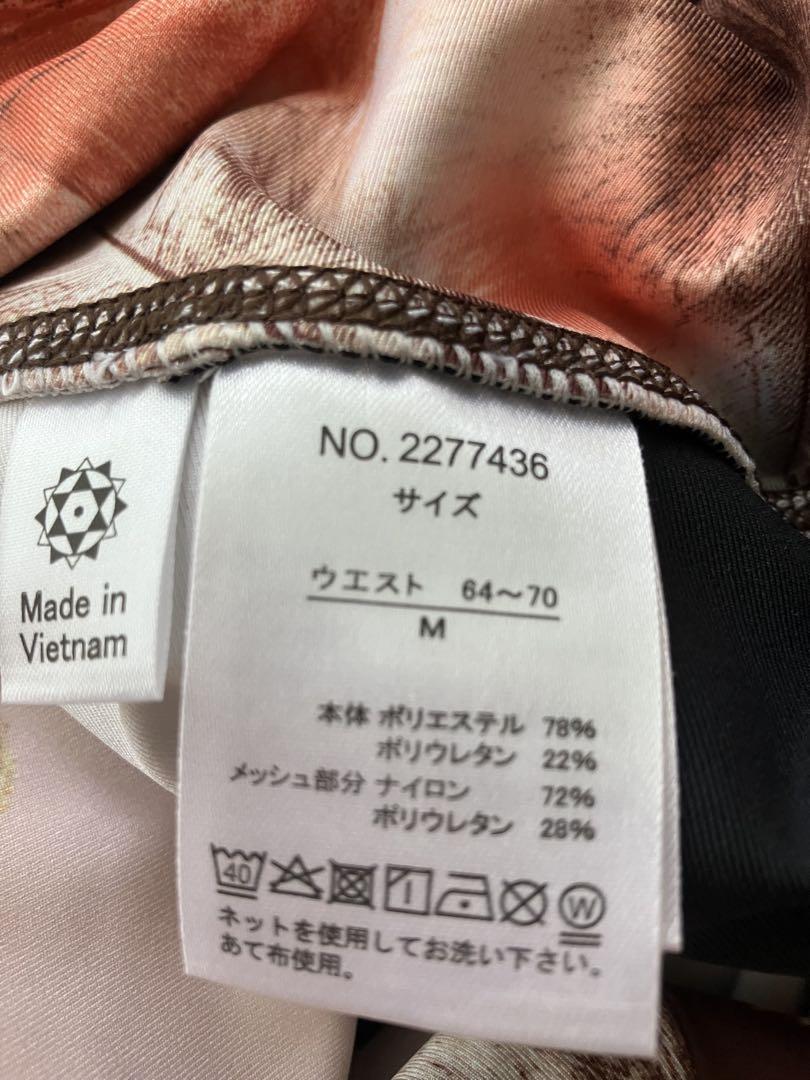 NO. 2277436
サイズ
ウエスト 64〜70
M
本体 ポリエステル 78%
ポリウレタン 22%
メッシュ部分 ナイロン 72%
ポリウレタン 28%
40
W
ネットを使用してお洗い下さい。
あて布使用。
Made in
Vietnam